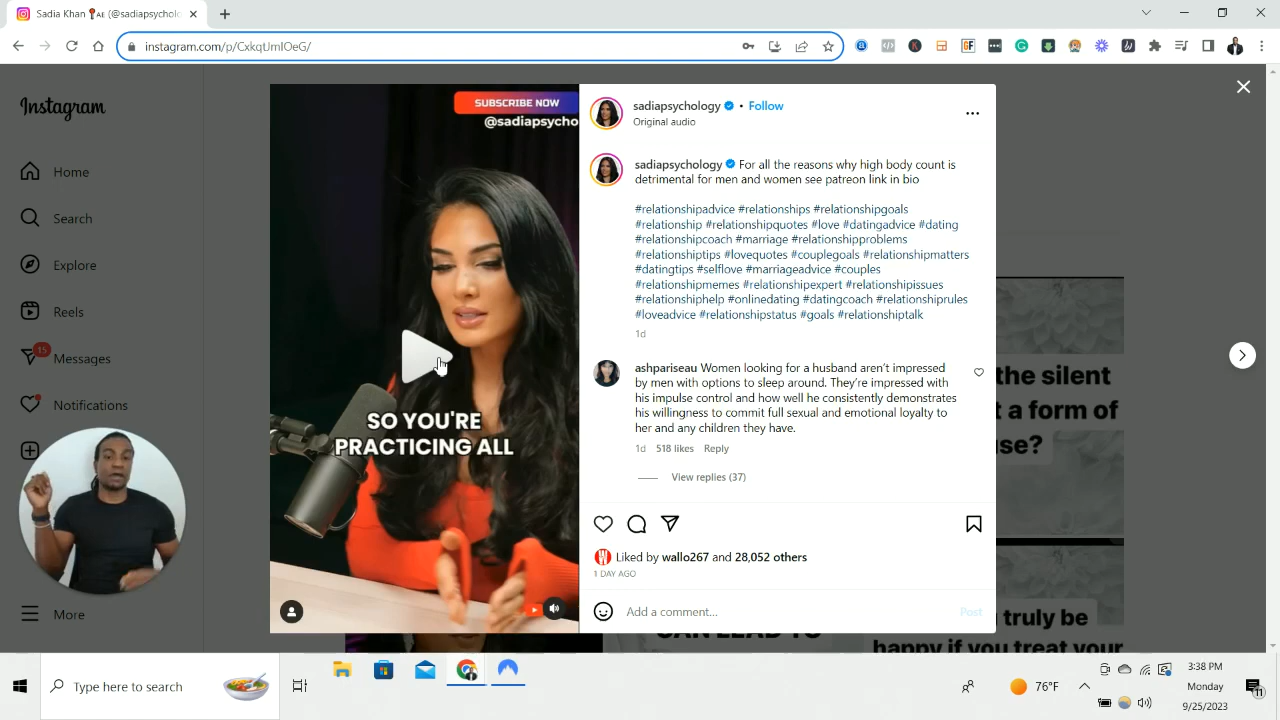 Sadia Khan 📍AE (@sadiapsychol
instagram.com/p/CxkqUmIOeG/
Instagram
Home
Search
Explore
Reels
15
Messages
Notifications
More
SUBSCRIBE NOW
@sadiapsycho
SO YOU'RE
PRACTICING ALL
sadiapsychology • Follow
Original audio
sadiapsychology For all the reasons why high body count is
detrimental for men and women see patreon link in bio
#relationshipadvice #relationships #relationshipgoals
#relationship #relationshipquotes #love #datingadvice #dating
#relationshipcoach #marriage #relationshipproblems
#relationshiptips #lovequotes #couplegoals #relationshipmatters
#datingtips #selflove #marriageadvice #couples
#relationshipmemes #relationshipexpert #relationshipissues
#relationshiphelp #onlinedating #datingcoach #relationshiprules
#loveadvice #relationshipstatus #goals #relationshiptalk
1d
ashpariseau Women looking for a husband aren't impressed
by men with options to sleep around. They're impressed with
his impulse control and how well he consistently demonstrates
his willingness to commit full sexual and emotional loyalty to
her and any children they have.
1d 518 likes Reply
View replies (37)
Liked by wallo267 and 28,052 others
1 DAY AGO
Add a comment... Post
the silent
t a form of
se?
truly be
happy if you treat your
CAN LEAD TO
Type here to search
76°F
3:38 PM
Monday
9/25/2023
11